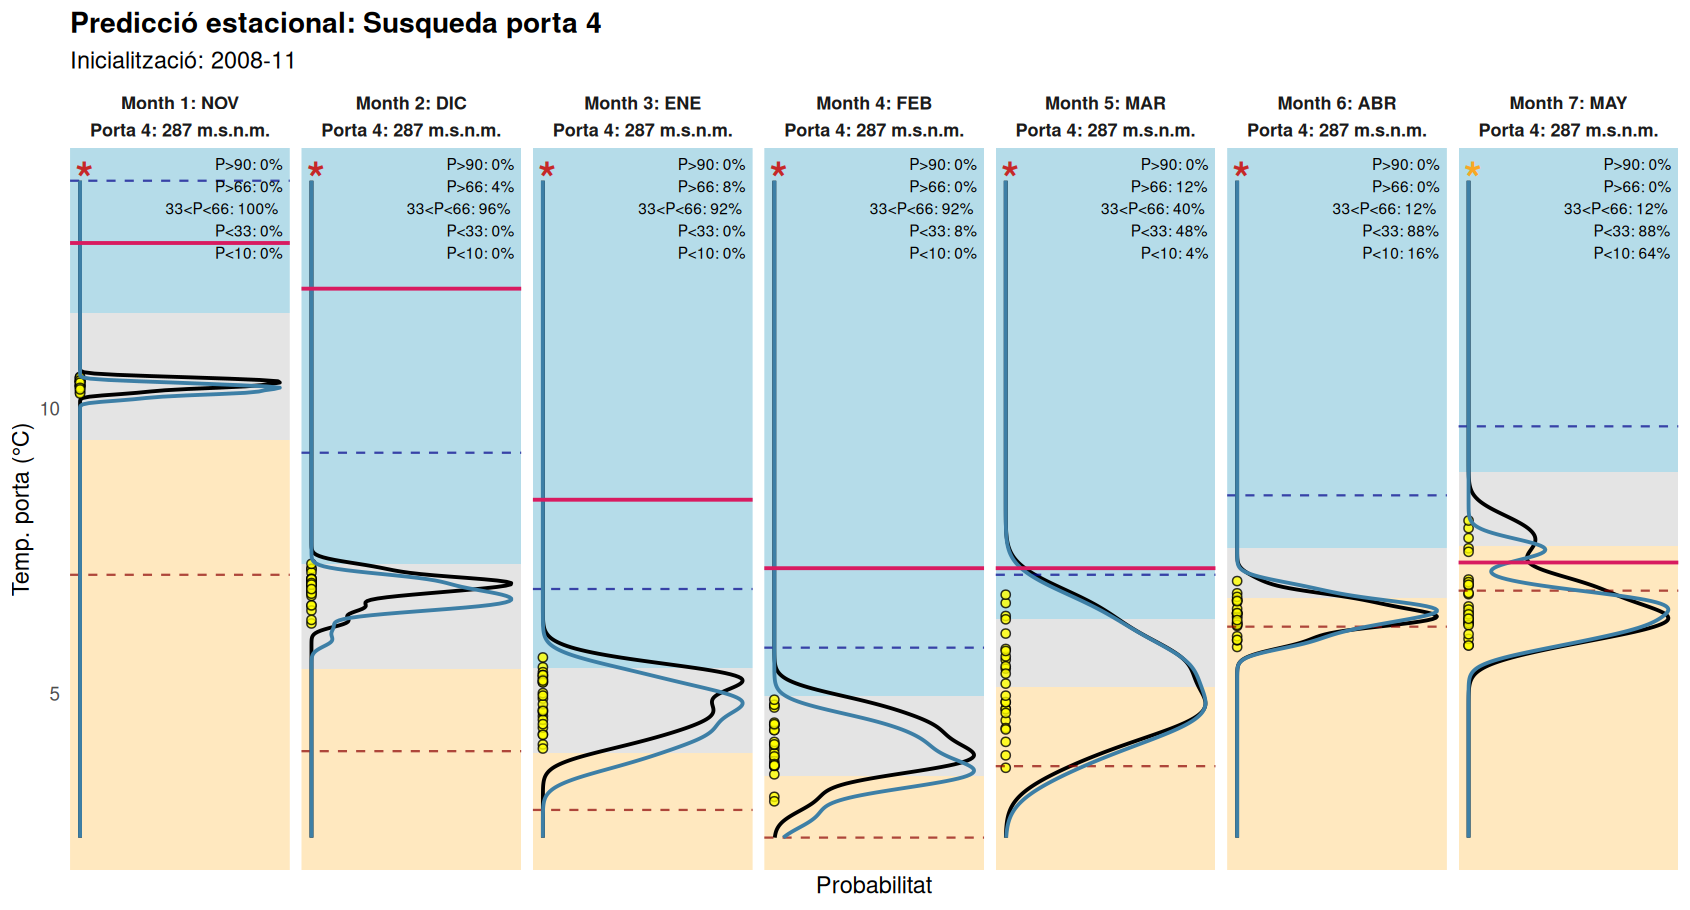 Predicció estacional: Susqueda porta 4
Inicialització: 2008-11
Month 1: NOV
Porta 4: 287 m.s.n.m.
P>90: 0%
P>66: 0%
33<P<66: 100%
P<33: 0%
P<10: 0%
Month 2: DIC
Porta 4: 287 m.s.n.m.
P>90: 0%
P>66: 4%
33<P<66: 96%
P<33: 0%
P<10: 0%
Month 3: ENE
Porta 4: 287 m.s.n.m.
P>90: 0%
P>66: 8%
33<P<66: 92%
P<33: 0%
P<10: 0%
Month 4: FEB
Porta 4: 287 m.s.n.m.
P>90: 0%
P>66: 0%
33<P<66: 92%
P<33: 8%
P<10: 0%
Month 5: MAR
Porta 4: 287 m.s.n.m.
P>90: 0%
P>66: 12%
33<P<66: 40%
P<33: 48%
P<10: 4%
Month 6: ABR
Porta 4: 287 m.s.n.m.
P>90: 0%
P>66: 0%
33<P<66: 12%
P<33: 88%
P<10: 16%
Month 7: MAY
Porta 4: 287 m.s.n.m.
P>90: 0%
P>66: 0%
33<P<66: 12%
P<33: 88%
P<10: 64%
10
5
Temp. porta (°C)
Probabilitat